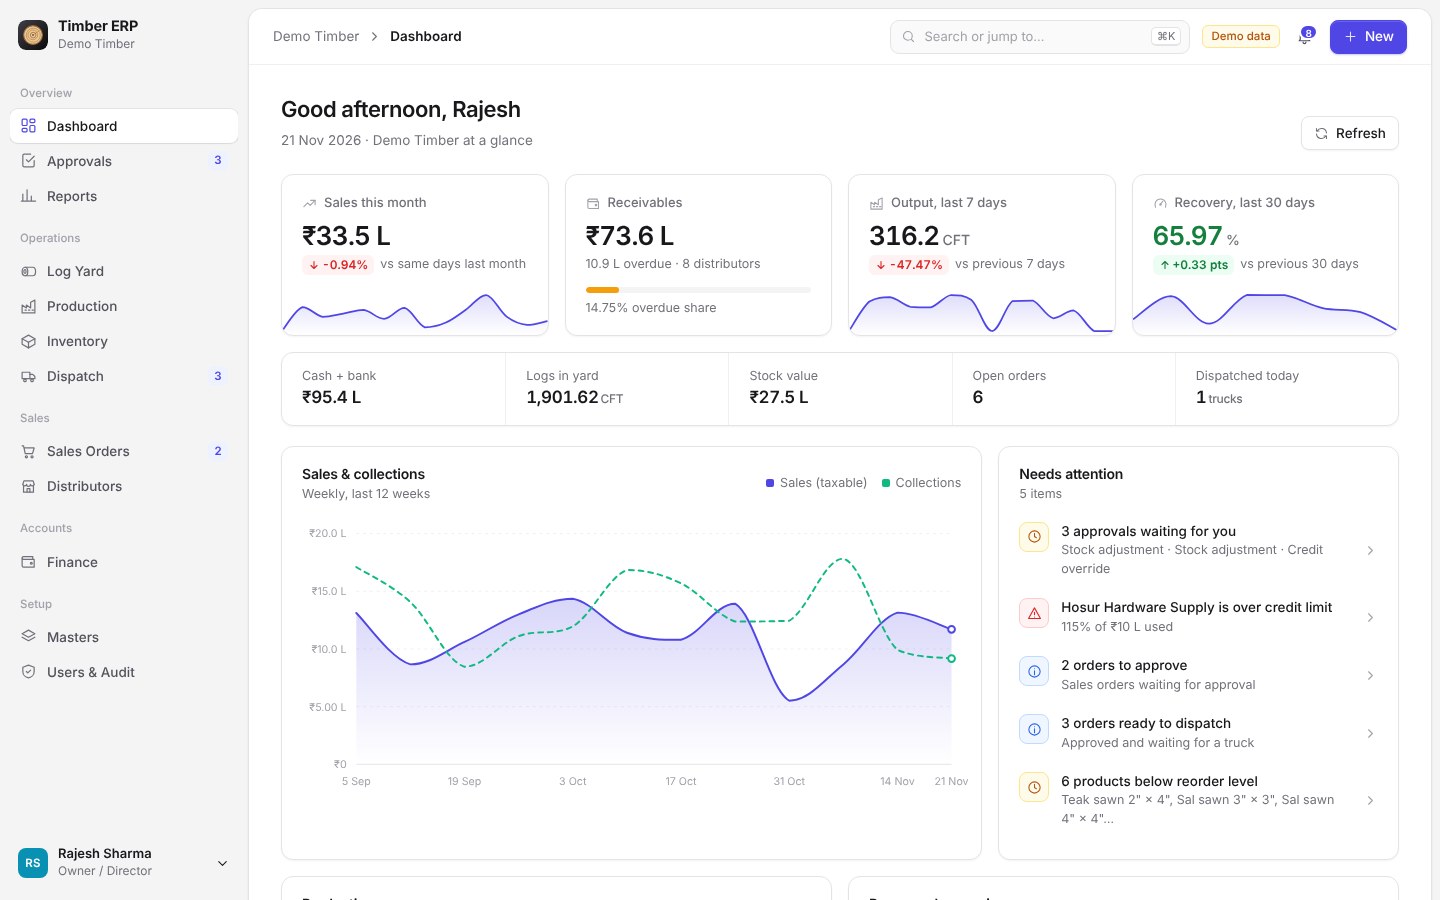 Timber ERP
Demo Timber
Overview
Dashboard
Approvals 3
Reports
Operations
Log Yard
Production
Inventory
Dispatch 3
Sales
Sales Orders 2
Distributors
Accounts
Finance
Setup
Masters
Users & Audit
RS
Rajesh Sharma
Owner / Director
Demo Timber > Dashboard
Search or jump to... ⌘K
Demo data
8
+ New
Good afternoon, Rajesh
21 Nov 2026 · Demo Timber at a glance
Refresh
Sales this month
₹33.5 L
↓ -0.94% vs same days last month
Receivables
₹73.6 L
10.9 L overdue · 8 distributors
14.75% overdue share
Output, last 7 days
316.2 CFT
↓ -47.47% vs previous 7 days
Recovery, last 30 days
65.97 %
↑ +0.33 pts vs previous 30 days
Cash + bank
₹95.4 L
Logs in yard
1,901.62 CFT
Stock value
₹27.5 L
Open orders
6
Dispatched today
1 trucks
Sales & collections
Weekly, last 12 weeks
Sales (taxable) Collections
₹20.0 L
₹15.0 L
₹10.0 L
₹5.00 L
₹0
5 Sep 19 Sep 3 Oct 17 Oct 31 Oct 14 Nov 21 Nov
Needs attention
5 items
3 approvals waiting for you
Stock adjustment · Stock adjustment · Credit
override
Hosur Hardware Supply is over credit limit
115% of ₹10 L used
2 orders to approve
Sales orders waiting for approval
3 orders ready to dispatch
Approved and waiting for a truck
6 products below reorder level
Teak sawn 2" × 4", Sal sawn 3" × 3", Sal sawn
4" × 4"...